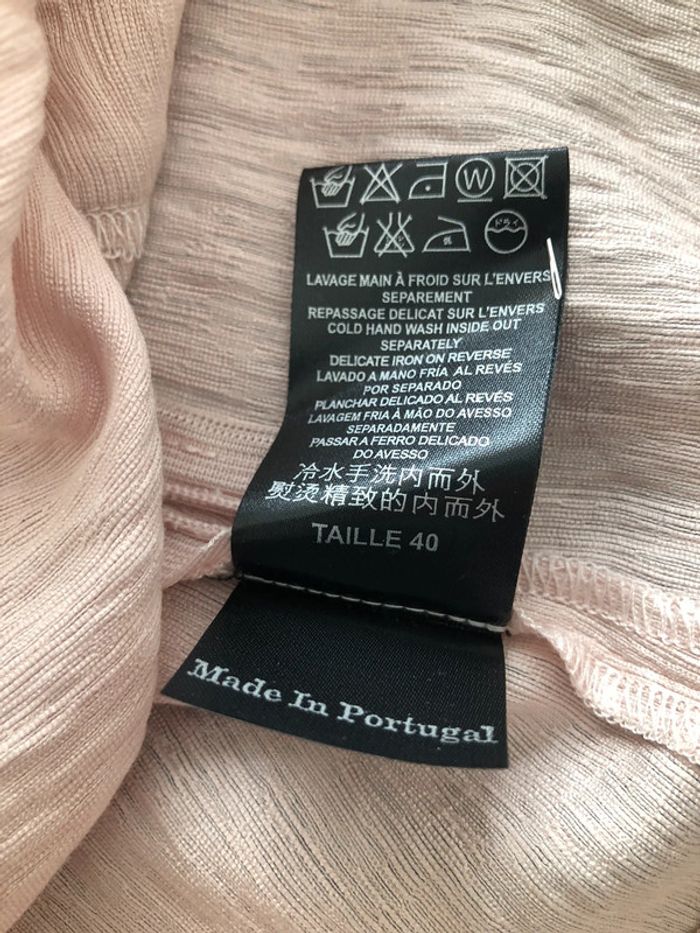 W
ドライ
LAVAGE MAIN À FROID SUR L'ENVERS
SEPAREMENT
REPASSAGE DELICAT SUR L'ENVERS
COLD HAND WASH INSIDE OUT
SEPARATELY
DELICATE IRON ON REVERSE
LAVADO A MANO FRÍA AL REVÉS
POR SEPARADO
PLANCHAR DELICADO AL REVÉS
LAVAGEM FRIA À MÃO DO AVESSO
SEPARADAMENTE
PASSAR A FERRO DELICADO
DO AVESSO
冷水手洗内而外
熨烫精致的内而外
TAILLE 40
Made In Portugal